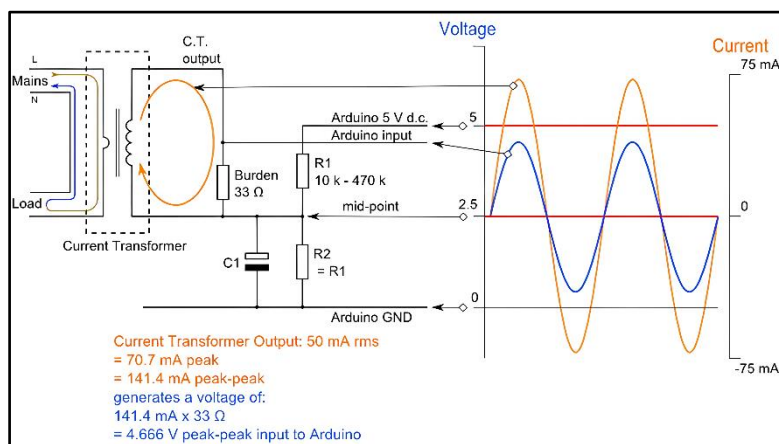 Voltage
Current
C.T.
output
75 mA
L
Mains
N
Arduino 5 V d.c.
5
Arduino input
Burden
33 Ω
R1
10 k - 470 k
Load
mid-point
2.5
0
Current Transformer
C1
R2
= R1
0
Arduino GND
-75 mA
Current Transformer Output: 50 mA rms
= 70.7 mA peak
= 141.4 mA peak-peak
generates a voltage of:
141.4 mA x 33 Ω
= 4.666 V peak-peak input to Arduino